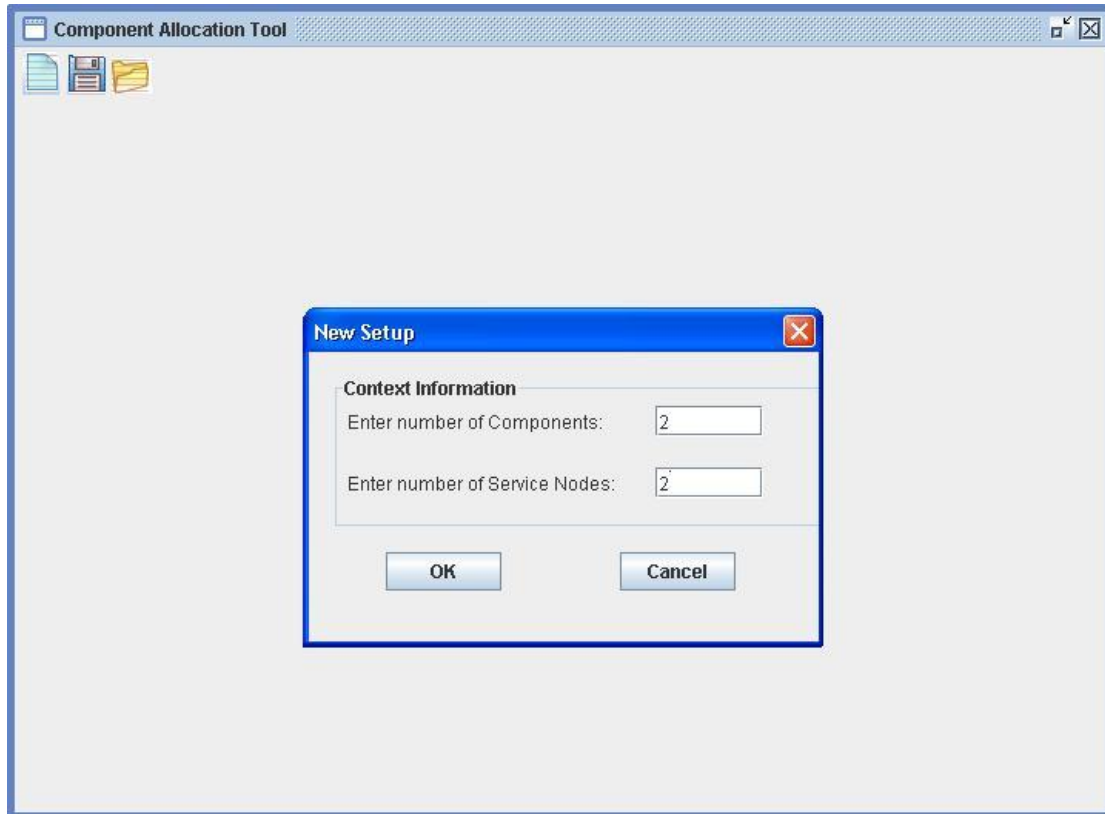 Component Allocation Tool
New Setup
Context Information
Enter number of Components: 2
Enter number of Service Nodes: 2
OK Cancel